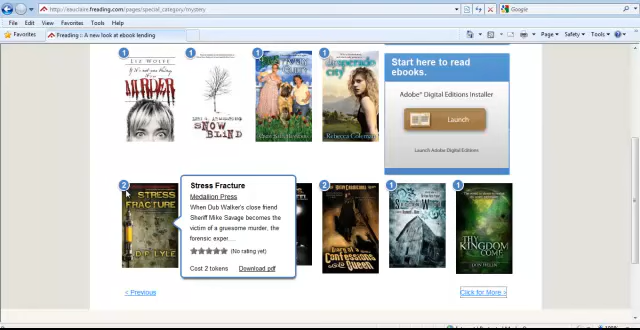 http://eauclaire.freading.com/pages/special_category/mystery
Google
File Edit View Favorites Tools Help
Favorites
Freading :: A new look at ebook lending
Page Safety Tools
1
1
1
1
LIZ WOLFE
MURDER
SNOW
BLIND
desperado
city
Rebecca Coleman
Start here to read
ebooks.
Adobe® Digital Editions Installer
Launch
Launch Adobe Digital Editions
2
2
1
1
STRESS
FRACTURE
D.P. LYLE
Stress Fracture
Medallion Press
When Dub Walker's close friend
Sheriff Mike Savage becomes the
victim of a gruesome murder, the
forensic exper....
(No rating yet)
Cost 2 tokens Download pdf
Confessions
Queen
THY
KINGDOM
COME
< Previous
Click for More >